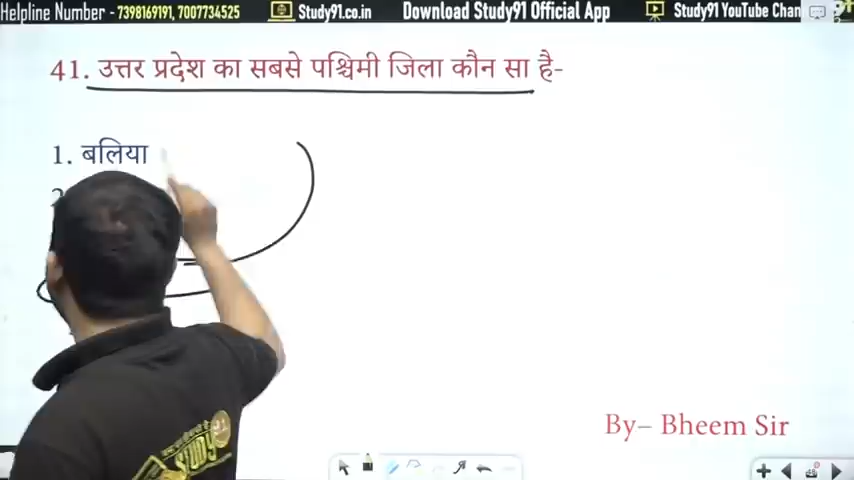 Helpline Number - 7398169191, 7007734525 Study91.co.in Download Study91 Official App Study91 YouTube Chan
41. उत्तर प्रदेश का सबसे पश्चिमी जिला कौन सा है-
1. बलिया
By– Bheem Sir